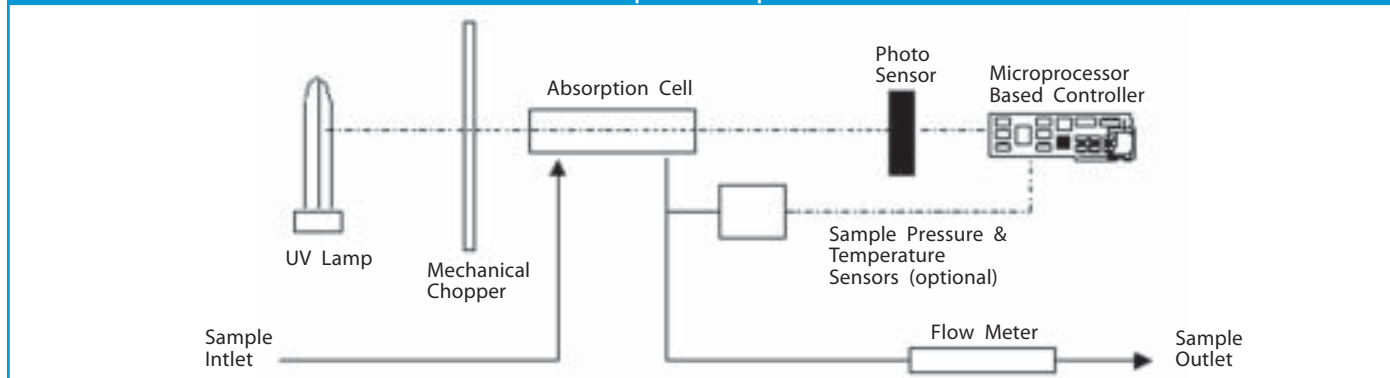 Photo
Sensor
Microprocessor
Based Controller
Absorption Cell
UV Lamp
Mechanical
Chopper
Sample Pressure &
Temperature
Sensors (optional)
Sample
Intlet
Flow Meter
Sample
Outlet